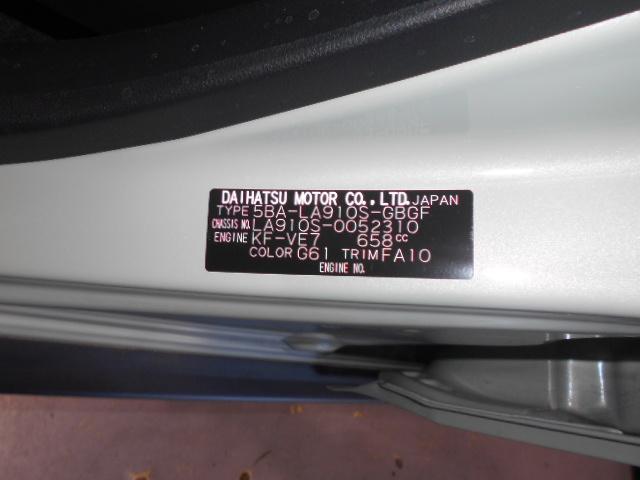 DAIHATSU MOTOR CO., LTD. JAPAN
TYPE 5BA-LA910S-GBGF
CHASSIS NO. LA910S-0052310
ENGINE KF-VE7 658cc
COLOR G61 TRIM FA10
ENGINE NO.